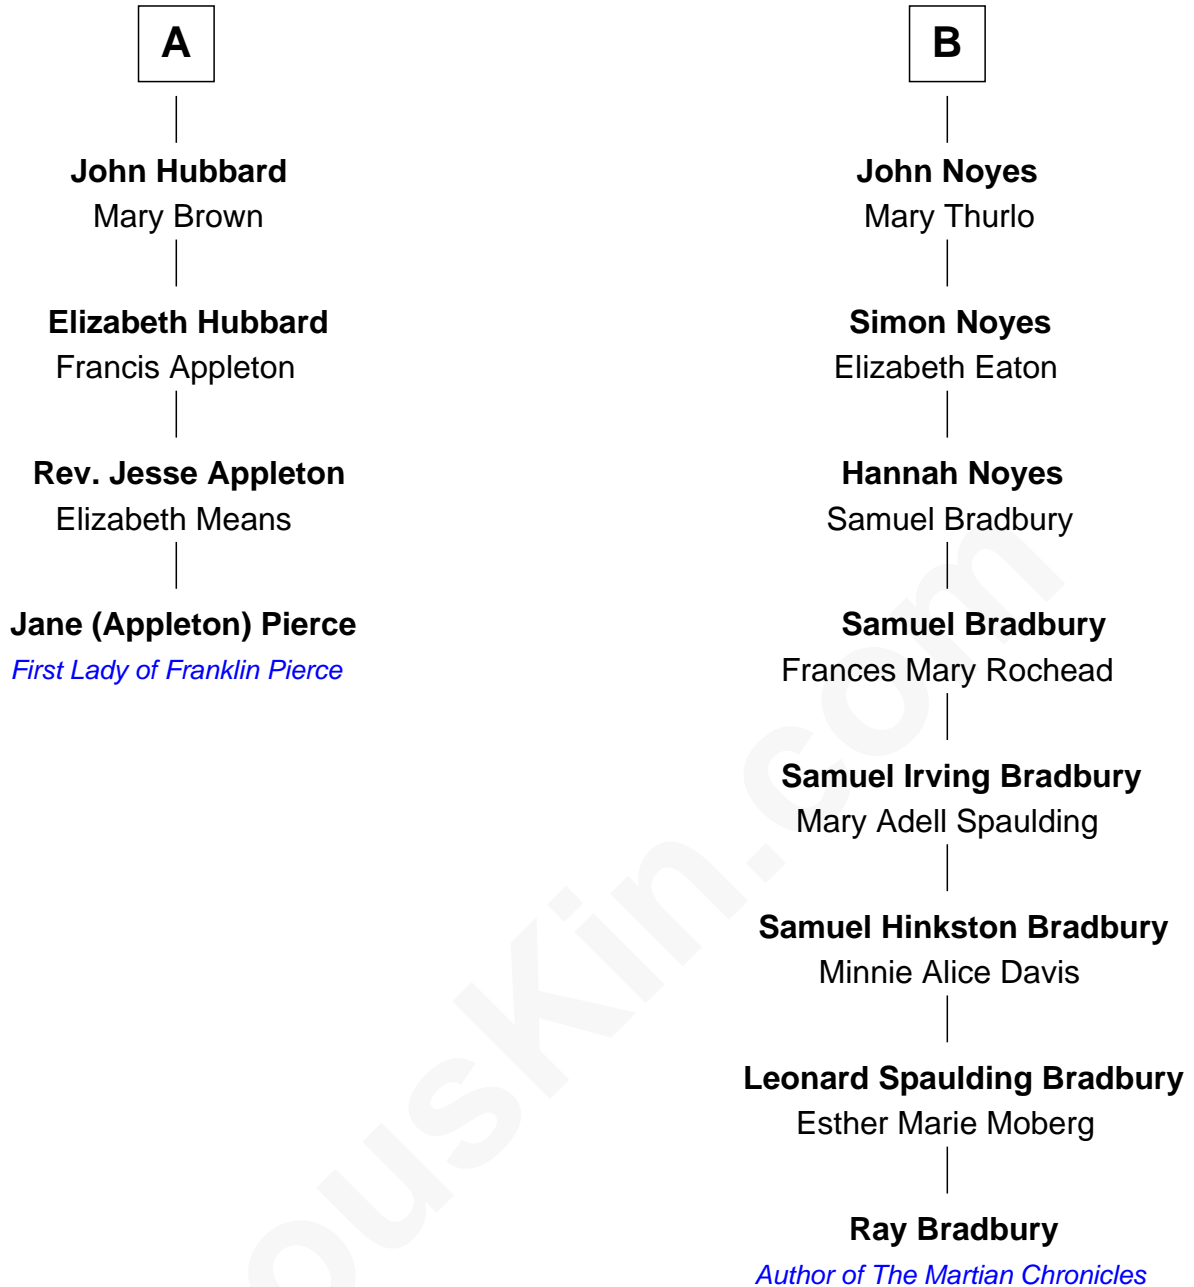 A
John Hubbard
Mary Brown
Elizabeth Hubbard
Francis Appleton
Rev. Jesse Appleton
Elizabeth Means
Jane (Appleton) Pierce
First Lady of Franklin Pierce
B
John Noyes
Mary Thurlo
Simon Noyes
Elizabeth Eaton
Hannah Noyes
Samuel Bradbury
Samuel Bradbury
Frances Mary Rochead
Samuel Irving Bradbury
Mary Adell Spaulding
Samuel Hinkston Bradbury
Minnie Alice Davis
Leonard Spaulding Bradbury
Esther Marie Moberg
Ray Bradbury
Author of The Martian Chronicles
ousKin.com